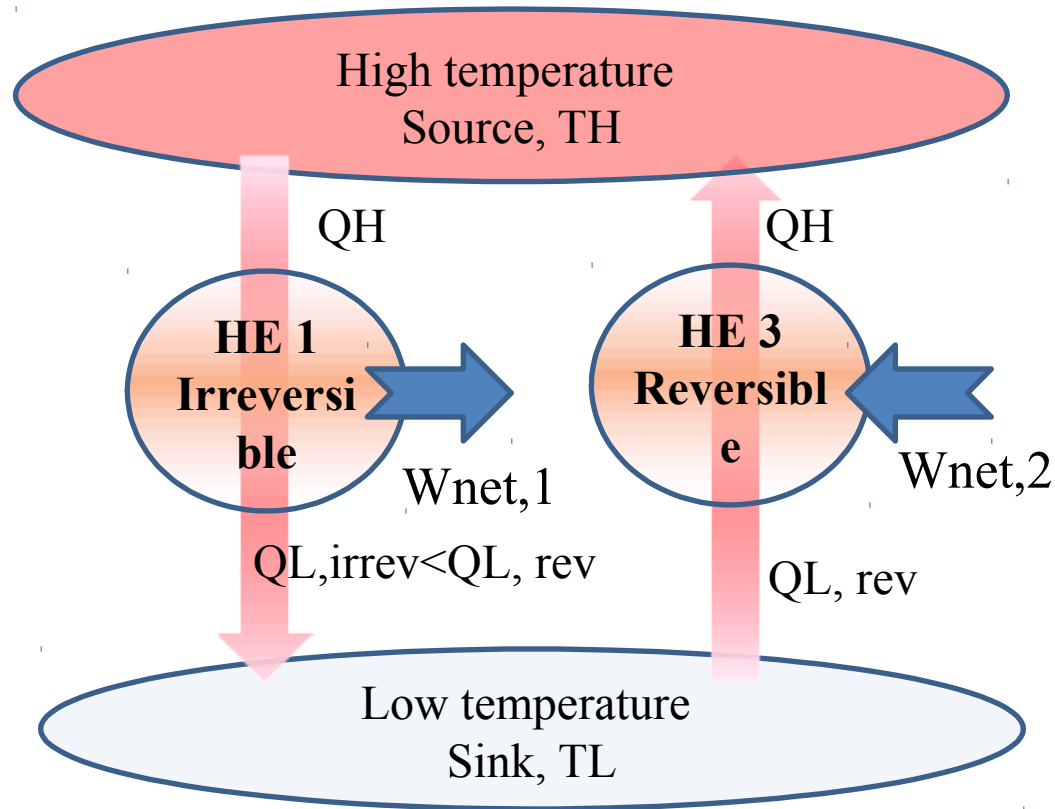 High temperature
Source, TH
QH
QH
HE 1
Irreversi
ble
HE 3
Reversibl
e
Wnet,1
Wnet,2
QL,irrev<QL, rev
QL, rev
Low temperature
Sink, TL